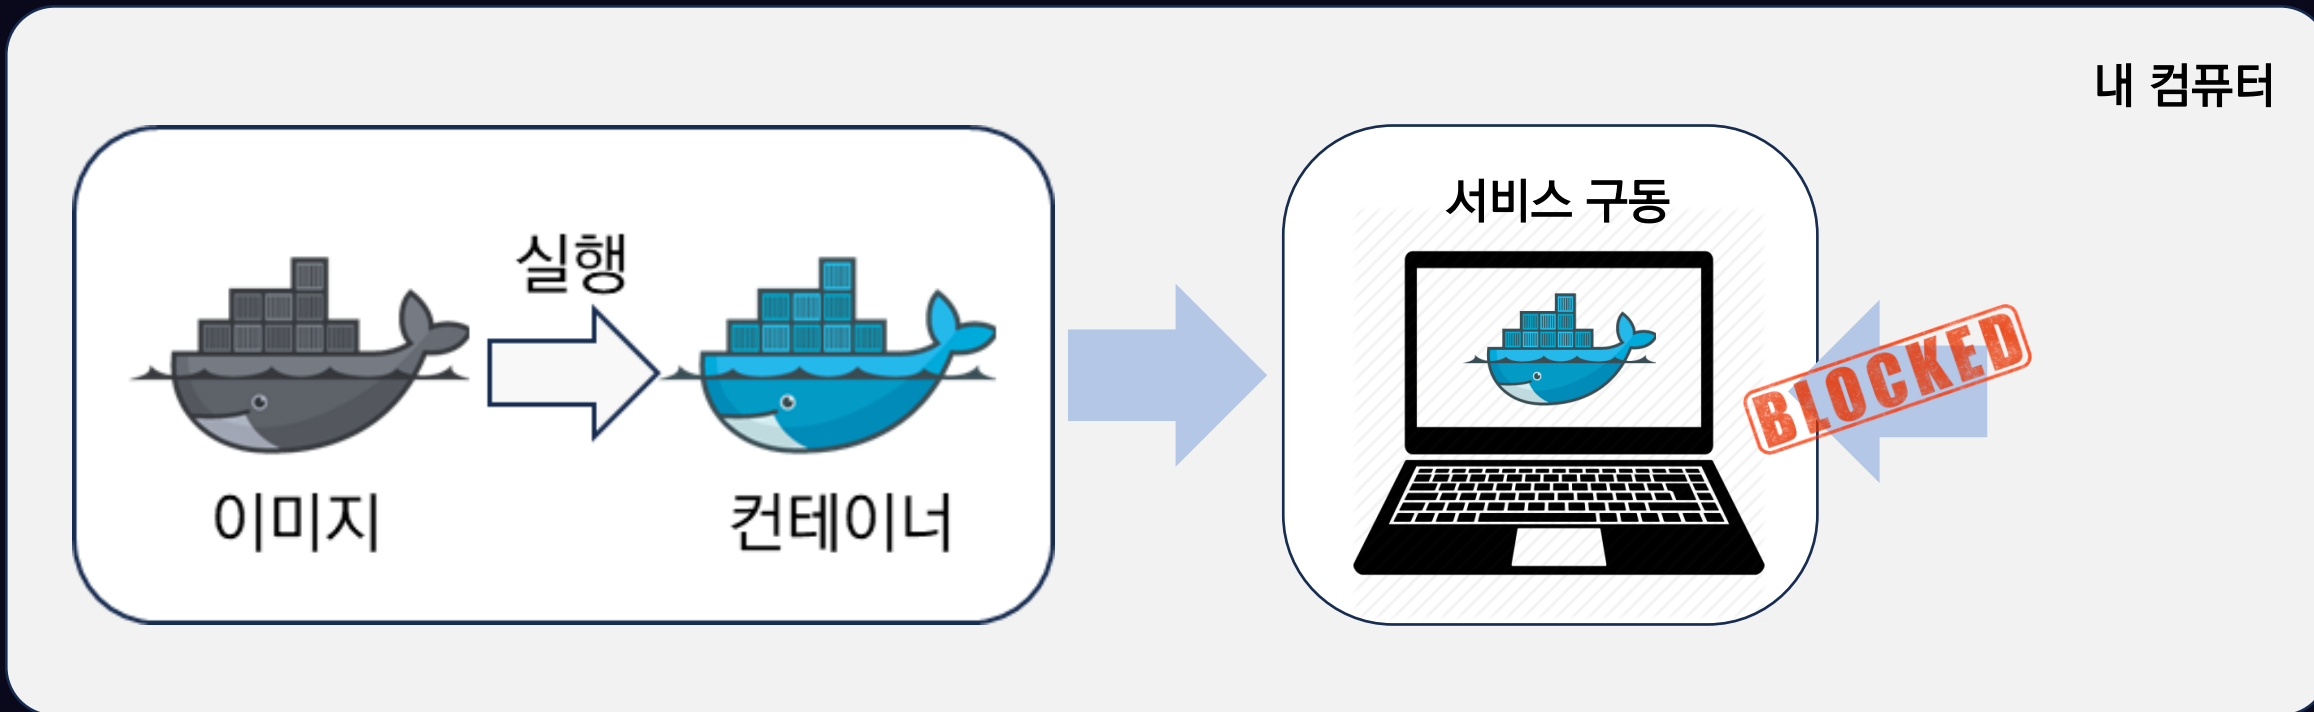 내 컴퓨터
서비스 구동
실행
이미지
컨테이너
BLOCKED